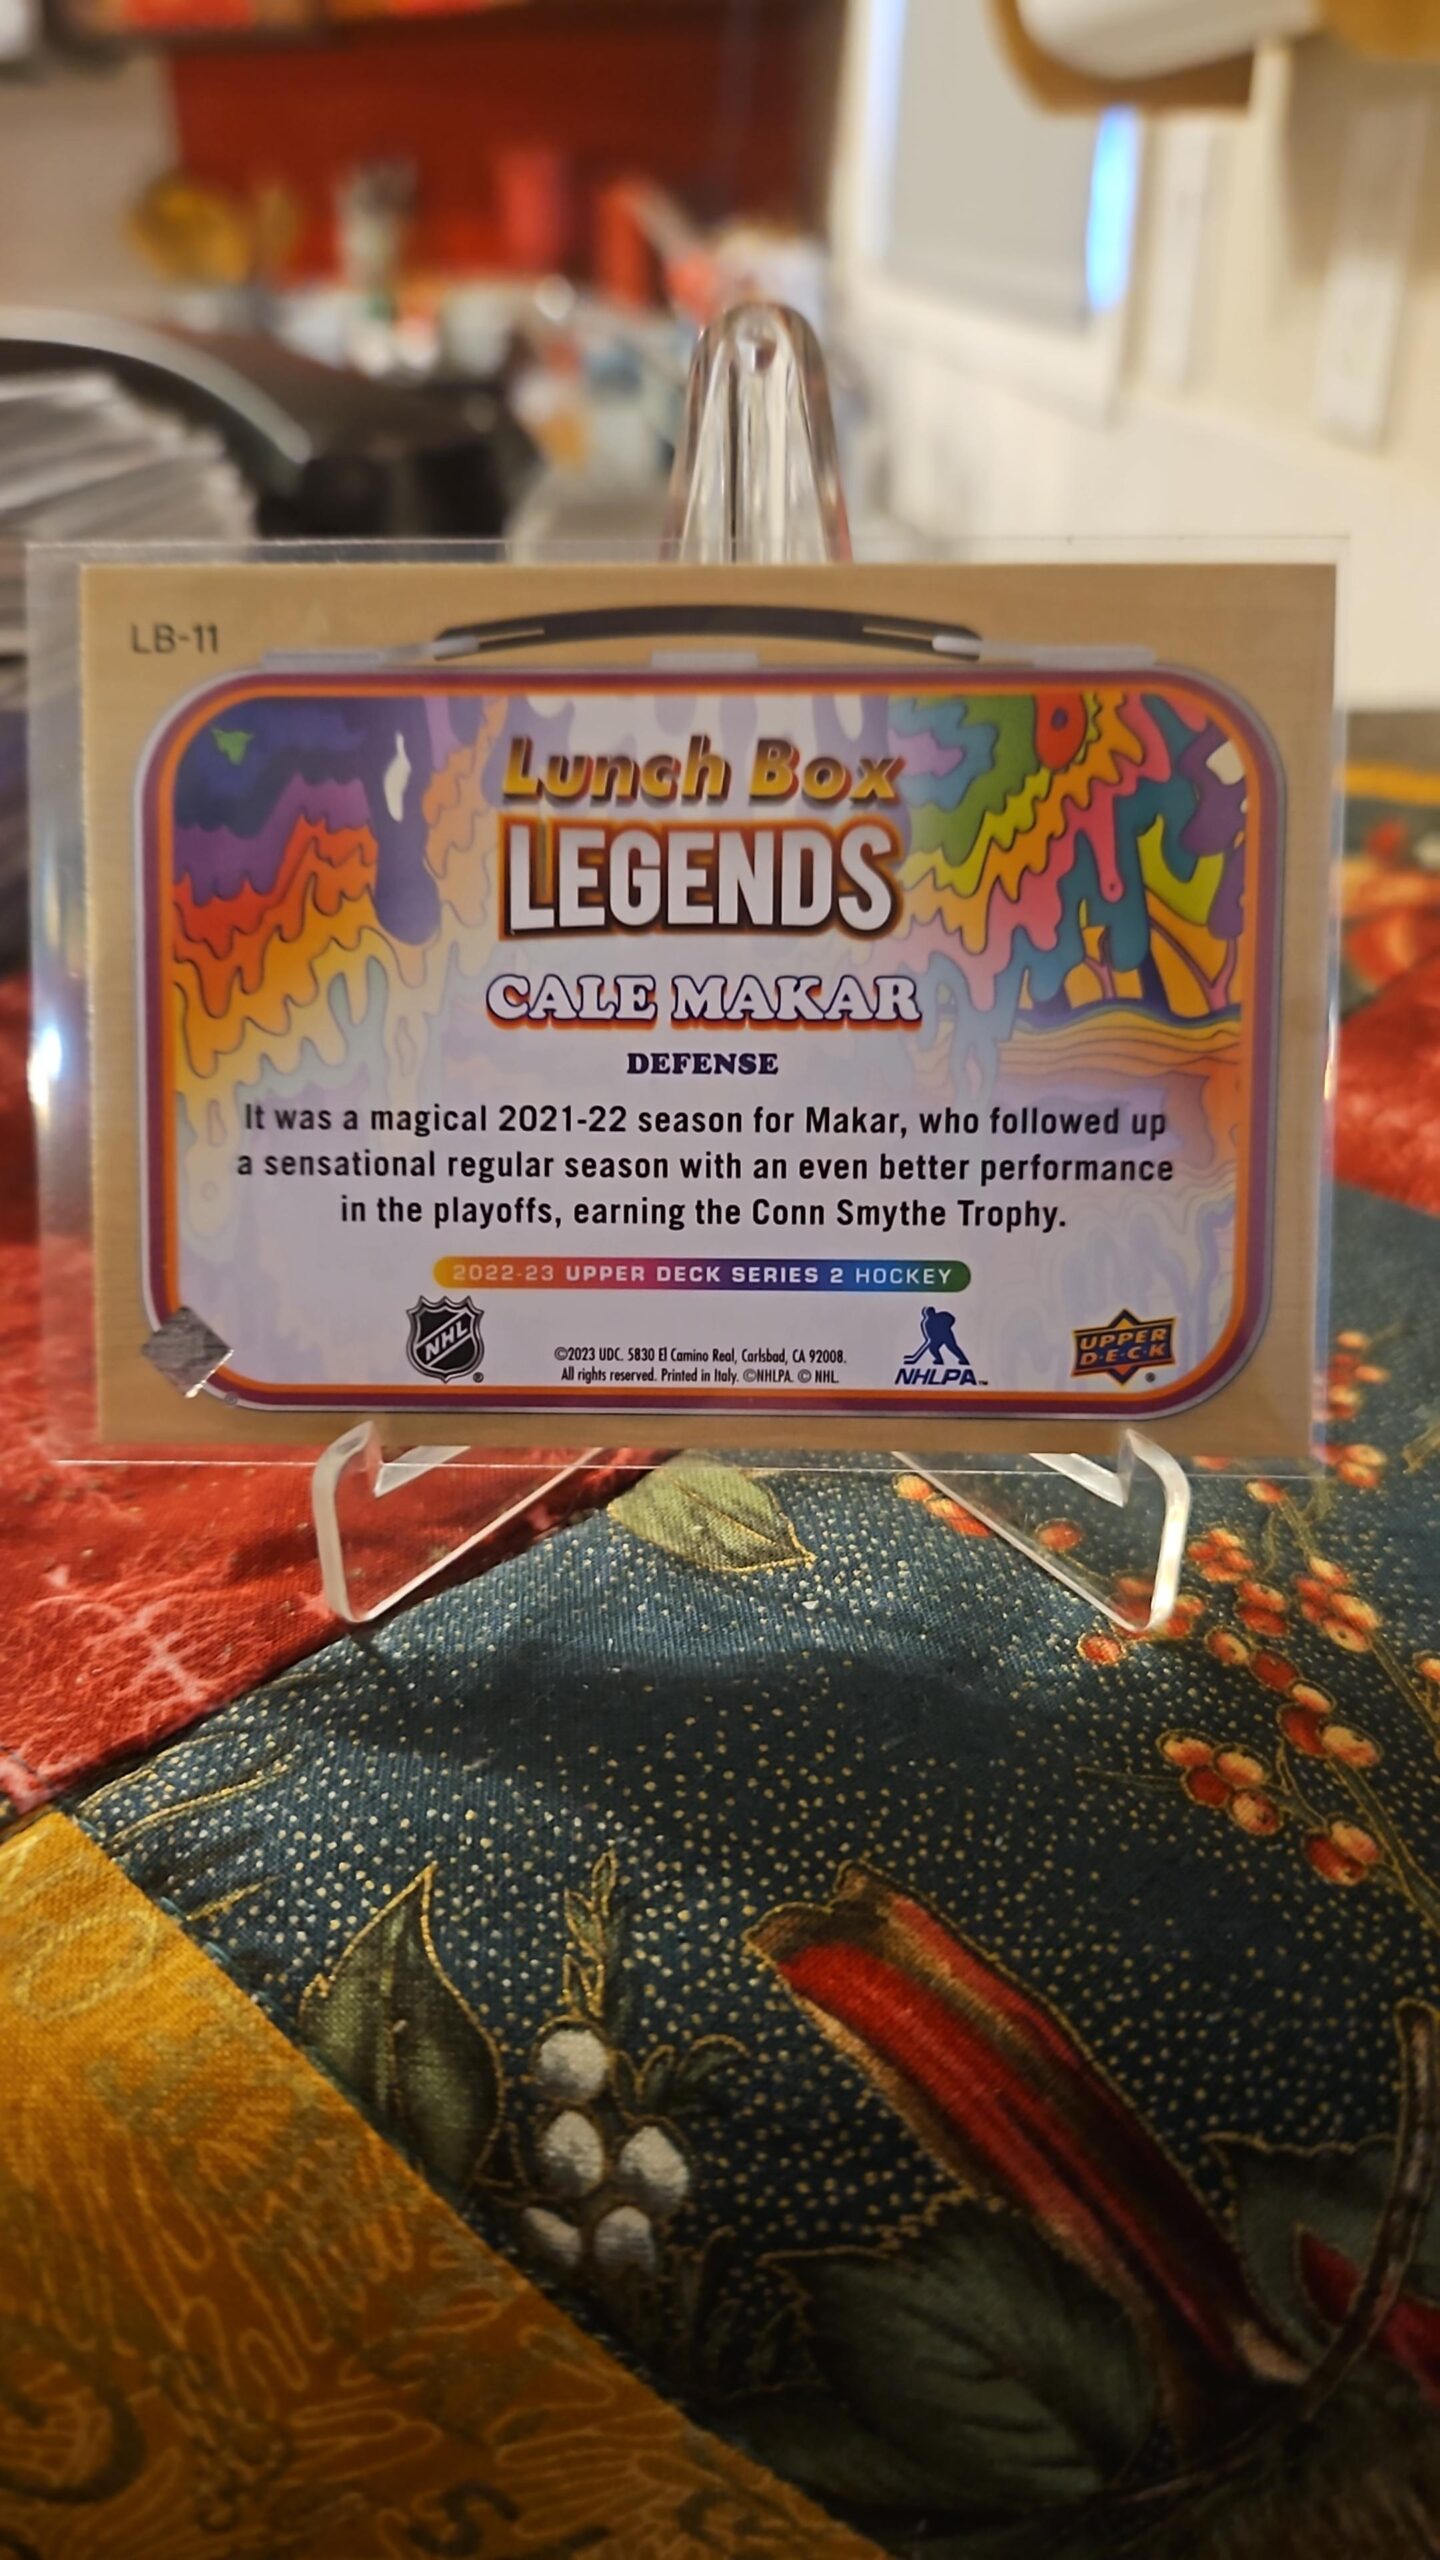 LB-11
Lunch Box
LEGENDS
CALE MAKAR
DEFENSE
It was a magical 2021-22 season for Makar, who followed up
a sensational regular season with an even better performance
in the playoffs, earning the Conn Smythe Trophy.
2022-23 UPPER DECK SERIES 2 HOCKEY
NHL ®
©2023 UDC. 5830 El Camino Real, Carlsbad, CA 92008.
All rights reserved. Printed in Italy. ©NHLPA. © NHL.
NHLPA™
UPPER
D·E·C·K ®